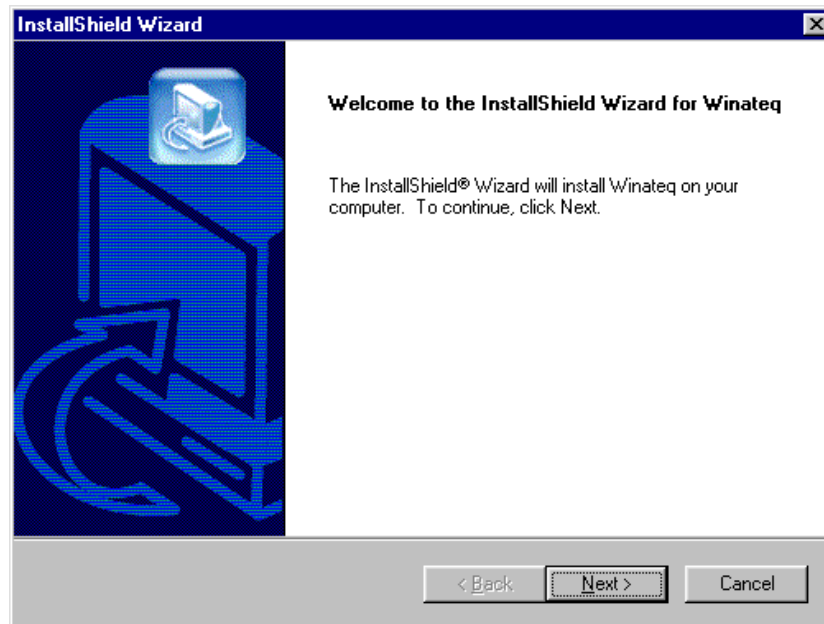 InstallShield Wizard
Welcome to the InstallShield Wizard for Winateq
The InstallShield® Wizard will install Winateq on your
computer. To continue, click Next.
< Back Next > Cancel